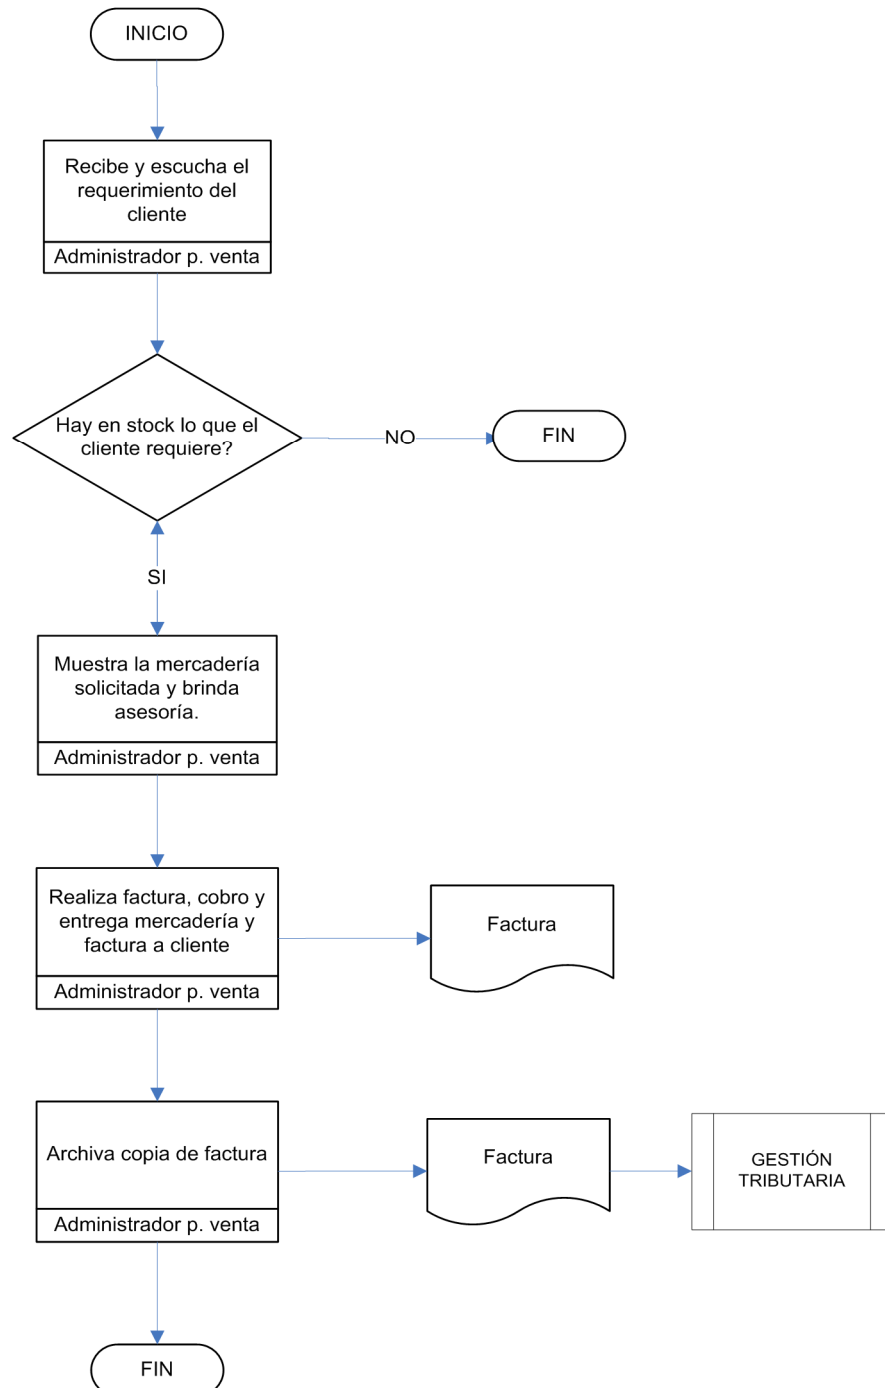 INICIO
Recibe y escucha el
requerimiento del
cliente
Administrador p. venta
Hay en stock lo que el
cliente requiere?
NO
FIN
SI
Muestra la mercadería
solicitada y brinda
asesoría.
Administrador p. venta
Realiza factura, cobro y
entrega mercadería y
factura a cliente
Administrador p. venta
Factura
Archiva copia de factura
Administrador p. venta
Factura
GESTIÓN
TRIBUTARIA
FIN